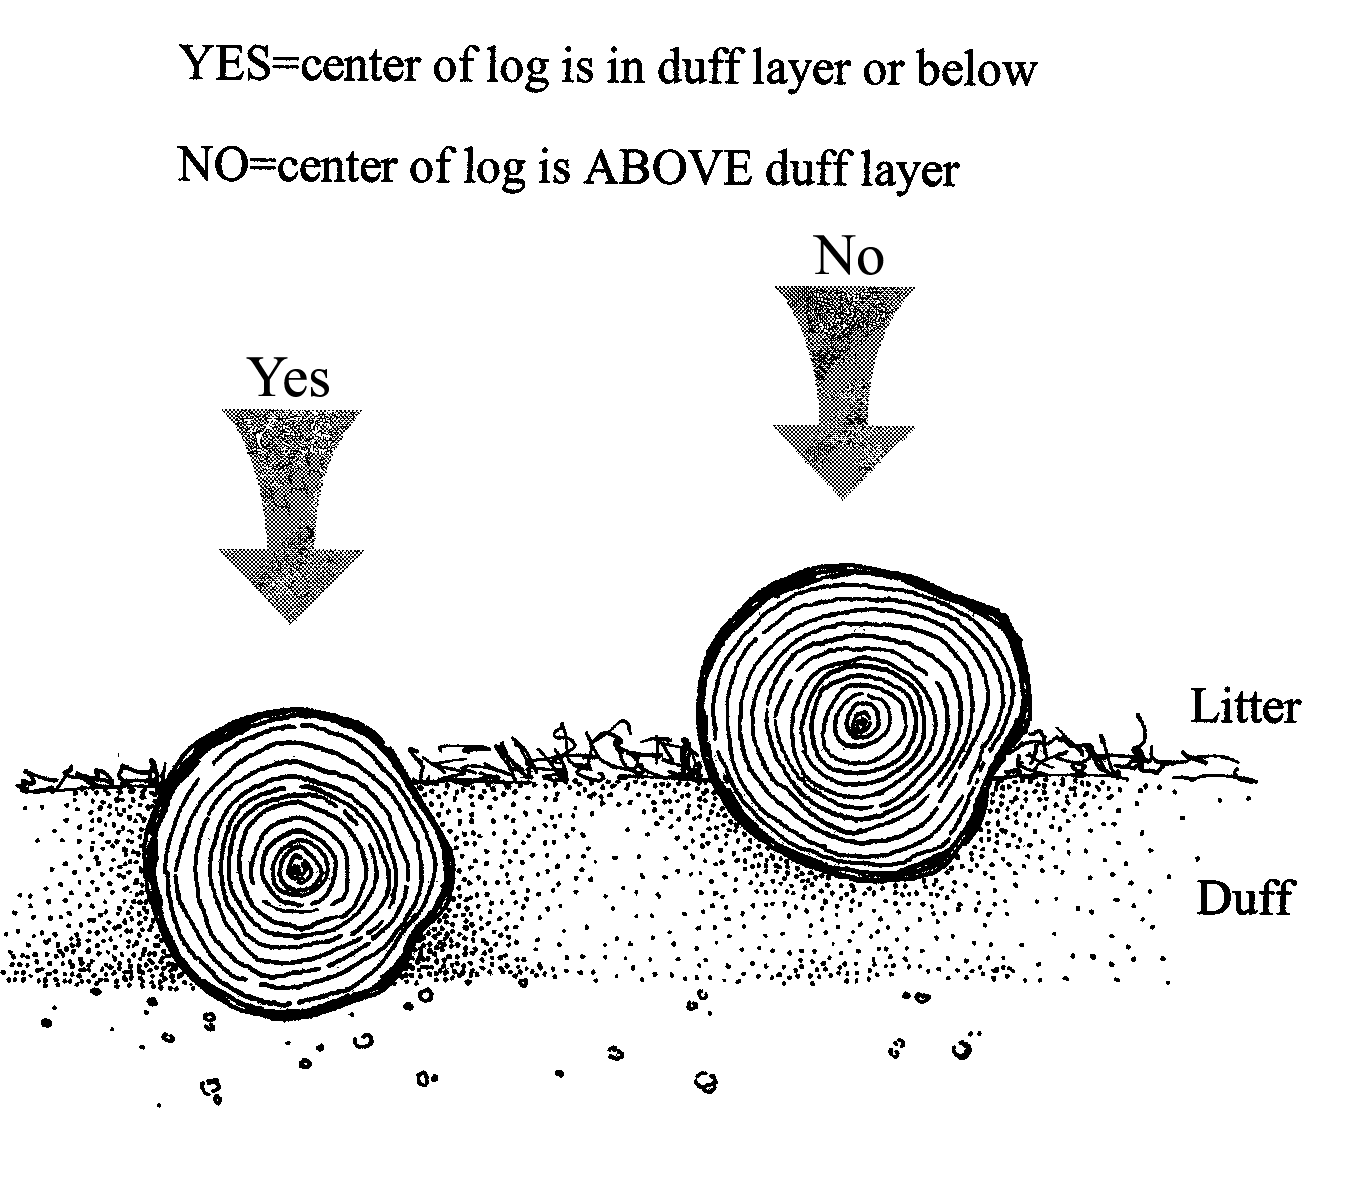 YES=center of log is in duff layer or below
NO=center of log is ABOVE duff layer
No
Yes
Litter
Duff